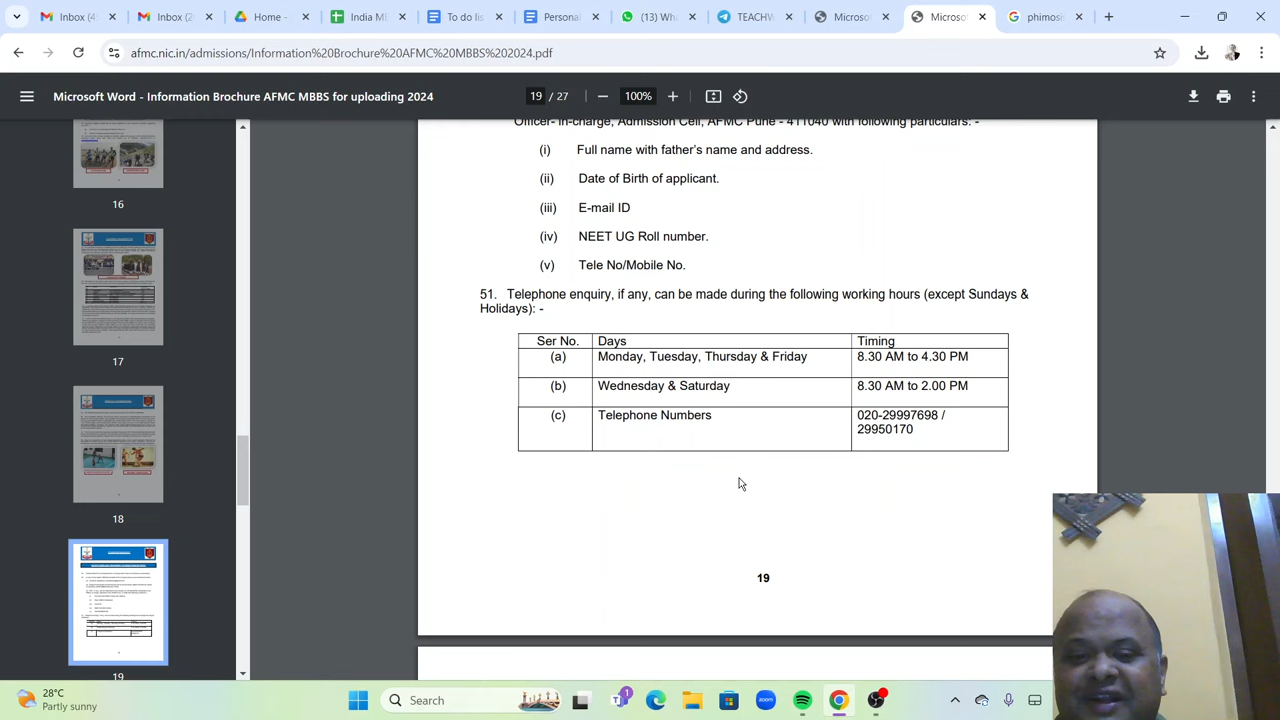 Inbox (4
Inbox (2
Home -
India M
To do lis
Personal
(13) Wh
TEACHW
Microso
Microso
phimosi
afmc.nic.in/admissions/Information%20Brochure%20AFMC%20MBBS%202024.pdf
Microsoft Word - Information Brochure AFMC MBBS for uploading 2024
19 / 27
100%
16
17
18
19
Officer-in-charge, Admission Cell, AFMC Pune - 411040 with following particulars: -
(i) Full name with father's name and address.
(ii) Date of Birth of applicant.
(iii) E-mail ID
(iv) NEET UG Roll number.
(v) Tele No/Mobile No.
51. Telephone enquiry, if any, can be made during the following working hours (except Sundays &
Holidays): -
Ser No. Days Timing
(a) Monday, Tuesday, Thursday & Friday 8.30 AM to 4.30 PM
(b) Wednesday & Saturday 8.30 AM to 2.00 PM
(c) Telephone Numbers 020-29997698 /
29950170
19
28°C
Partly sunny
Search
1